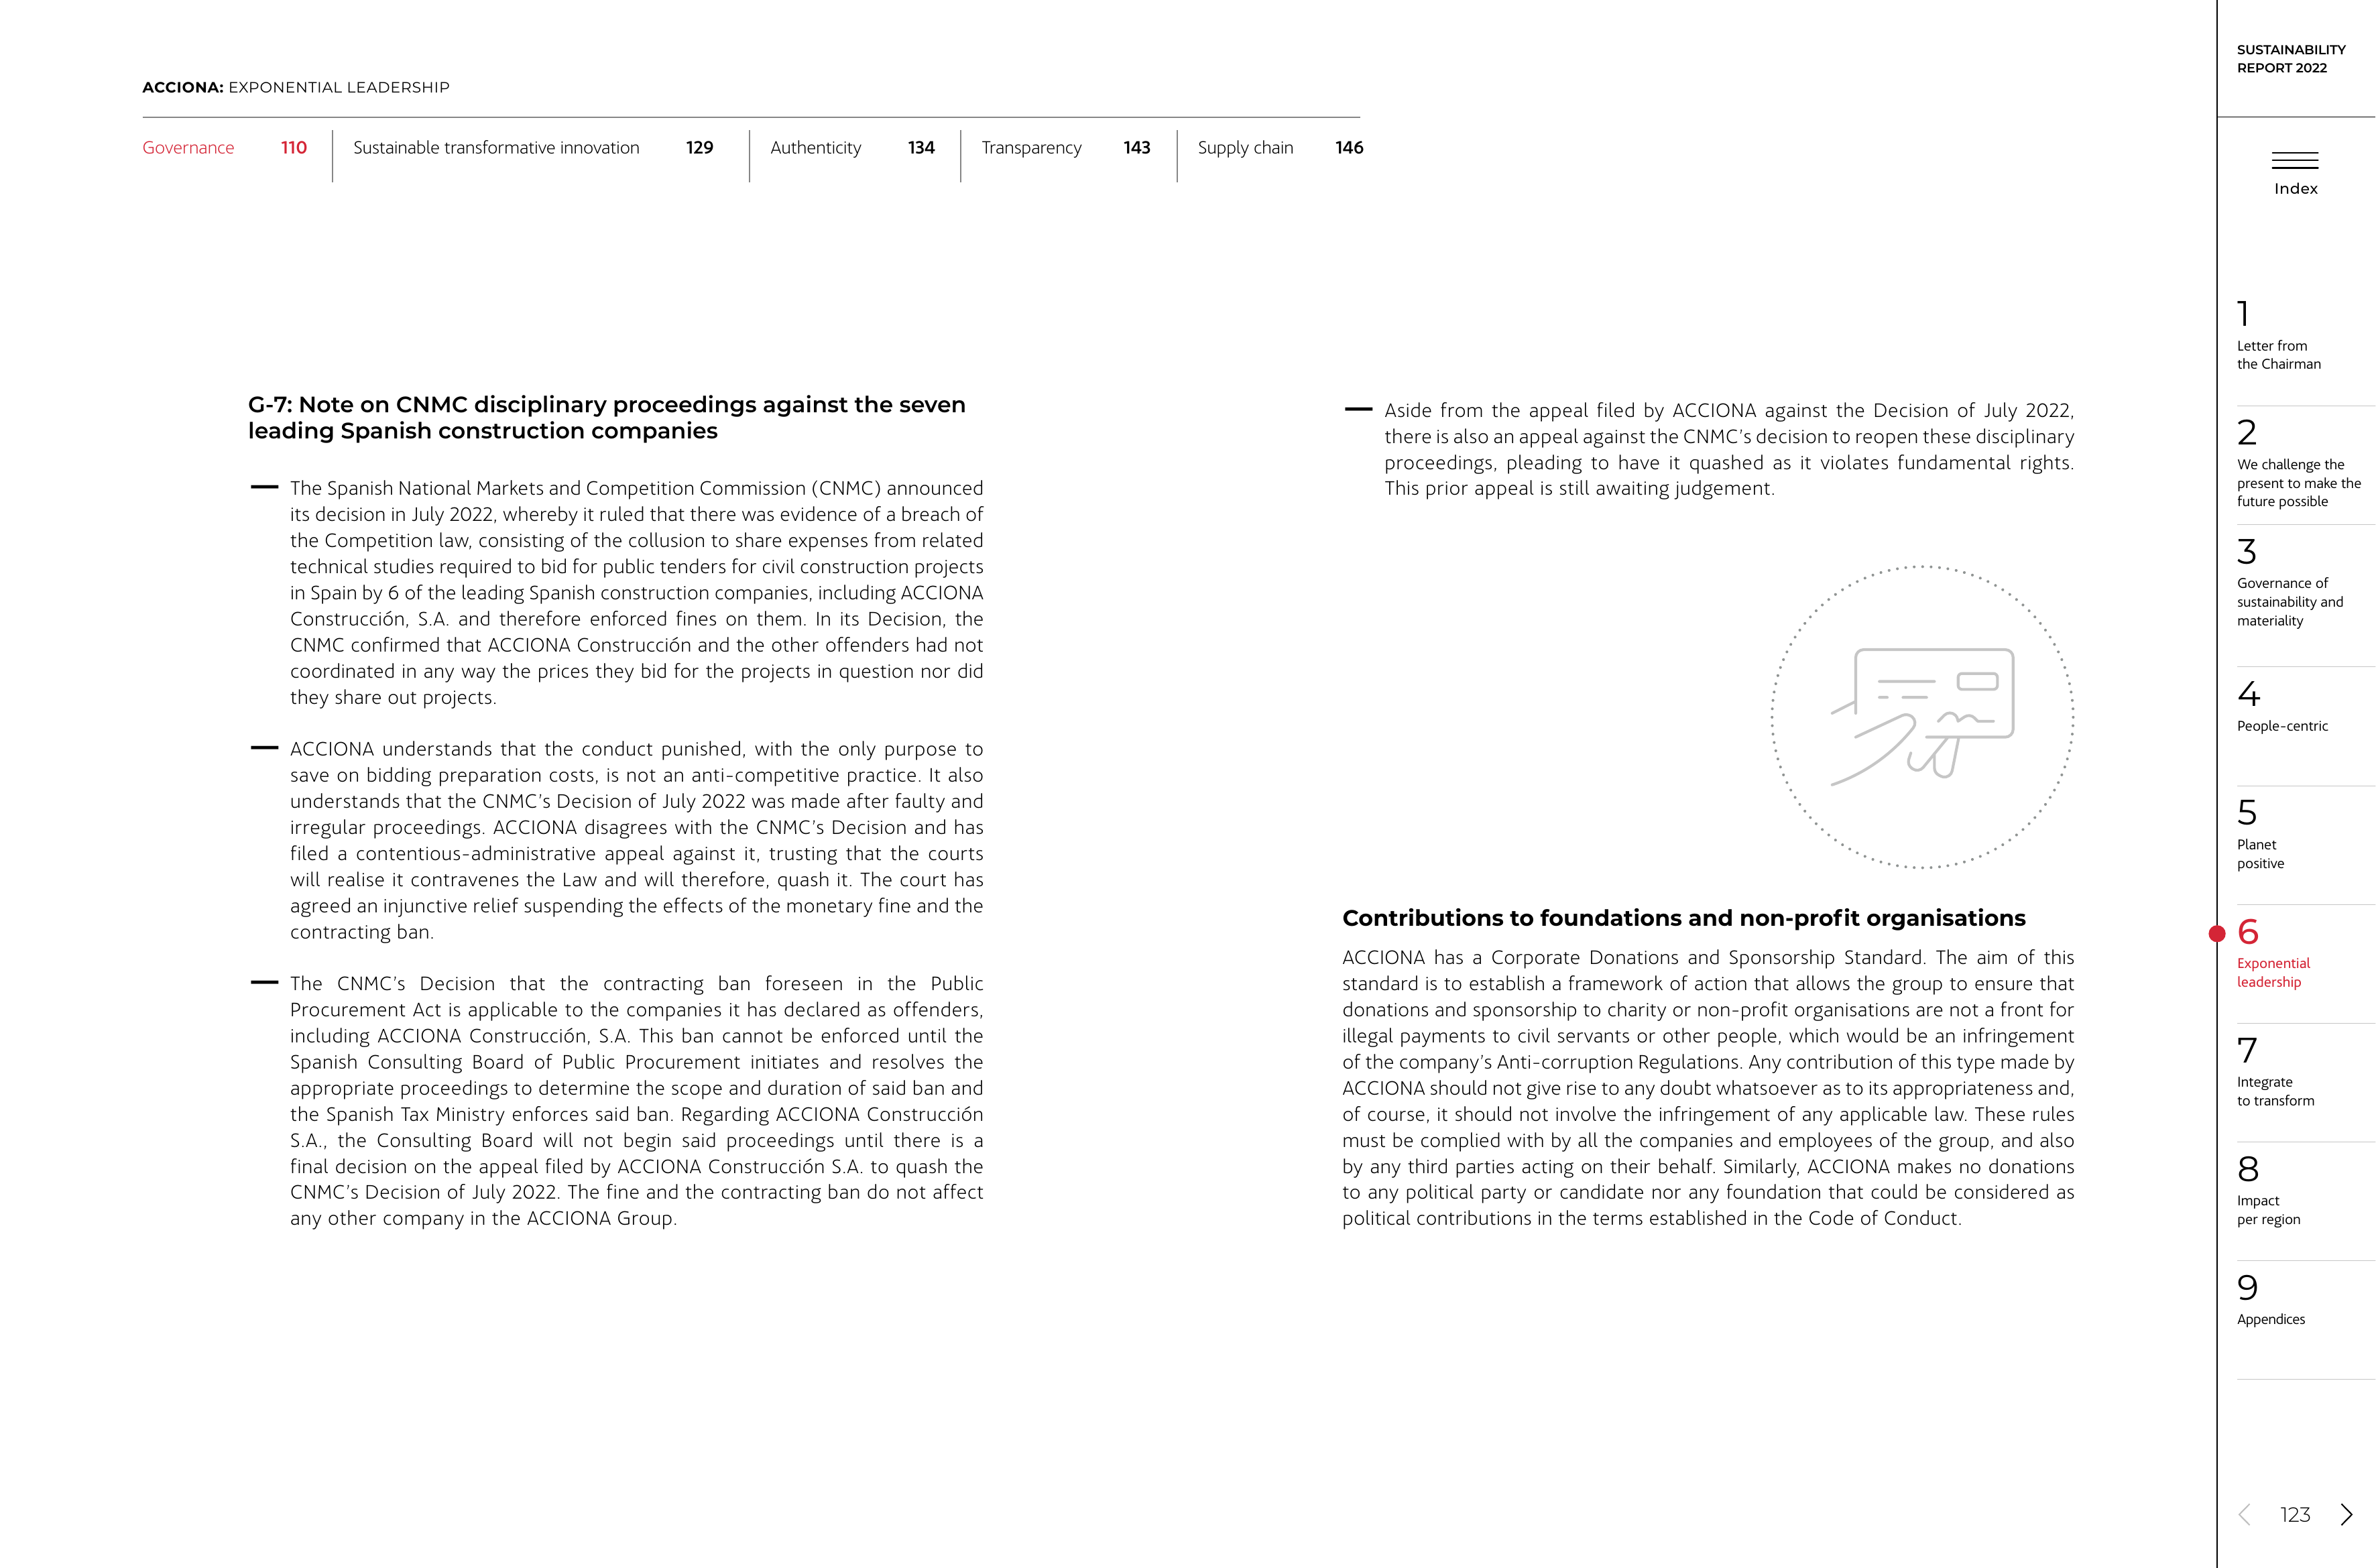 ACCIONA: EXPONENTIAL LEADERSHIP
Governance 110
Sustainable transformative innovation 129
Authenticity 134
Transparency 143
Supply chain 146
G-7: Note on CNMC disciplinary proceedings against the seven
leading Spanish construction companies
— The Spanish National Markets and Competition Commission (CNMC) announced
its decision in July 2022, whereby it ruled that there was evidence of a breach of
the Competition law, consisting of the collusion to share expenses from related
technical studies required to bid for public tenders for civil construction projects
in Spain by 6 of the leading Spanish construction companies, including ACCIONA
Construcción, S.A. and therefore enforced fines on them. In its Decision, the
CNMC confirmed that ACCIONA Construcción and the other offenders had not
coordinated in any way the prices they bid for the projects in question nor did
they share out projects.
— ACCIONA understands that the conduct punished, with the only purpose to
save on bidding preparation costs, is not an anti-competitive practice. It also
understands that the CNMC's Decision of July 2022 was made after faulty and
irregular proceedings. ACCIONA disagrees with the CNMC's Decision and has
filed a contentious-administrative appeal against it, trusting that the courts
will realise it contravenes the Law and will therefore, quash it. The court has
agreed an injunctive relief suspending the effects of the monetary fine and the
contracting ban.
— The CNMC's Decision that the contracting ban foreseen in the Public
Procurement Act is applicable to the companies it has declared as offenders,
including ACCIONA Construcción, S.A. This ban cannot be enforced until the
Spanish Consulting Board of Public Procurement initiates and resolves the
appropriate proceedings to determine the scope and duration of said ban and
the Spanish Tax Ministry enforces said ban. Regarding ACCIONA Construcción
S.A., the Consulting Board will not begin said proceedings until there is a
final decision on the appeal filed by ACCIONA Construcción S.A. to quash the
CNMC's Decision of July 2022. The fine and the contracting ban do not affect
any other company in the ACCIONA Group.
— Aside from the appeal filed by ACCIONA against the Decision of July 2022,
there is also an appeal against the CNMC's decision to reopen these disciplinary
proceedings, pleading to have it quashed as it violates fundamental rights.
This prior appeal is still awaiting judgement.
Contributions to foundations and non-profit organisations
ACCIONA has a Corporate Donations and Sponsorship Standard. The aim of this
standard is to establish a framework of action that allows the group to ensure that
donations and sponsorship to charity or non-profit organisations are not a front for
illegal payments to civil servants or other people, which would be an infringement
of the company's Anti-corruption Regulations. Any contribution of this type made by
ACCIONA should not give rise to any doubt whatsoever as to its appropriateness and,
of course, it should not involve the infringement of any applicable law. These rules
must be complied with by all the companies and employees of the group, and also
by any third parties acting on their behalf. Similarly, ACCIONA makes no donations
to any political party or candidate nor any foundation that could be considered as
political contributions in the terms established in the Code of Conduct.
SUSTAINABILITY
REPORT 2022
Index
1
Letter from
the Chairman
2
We challenge the
present to make the
future possible
3
Governance of
sustainability and
materiality
4
People-centric
5
Planet
positive
6
Exponential
leadership
7
Integrate
to transform
8
Impact
per region
9
Appendices
123